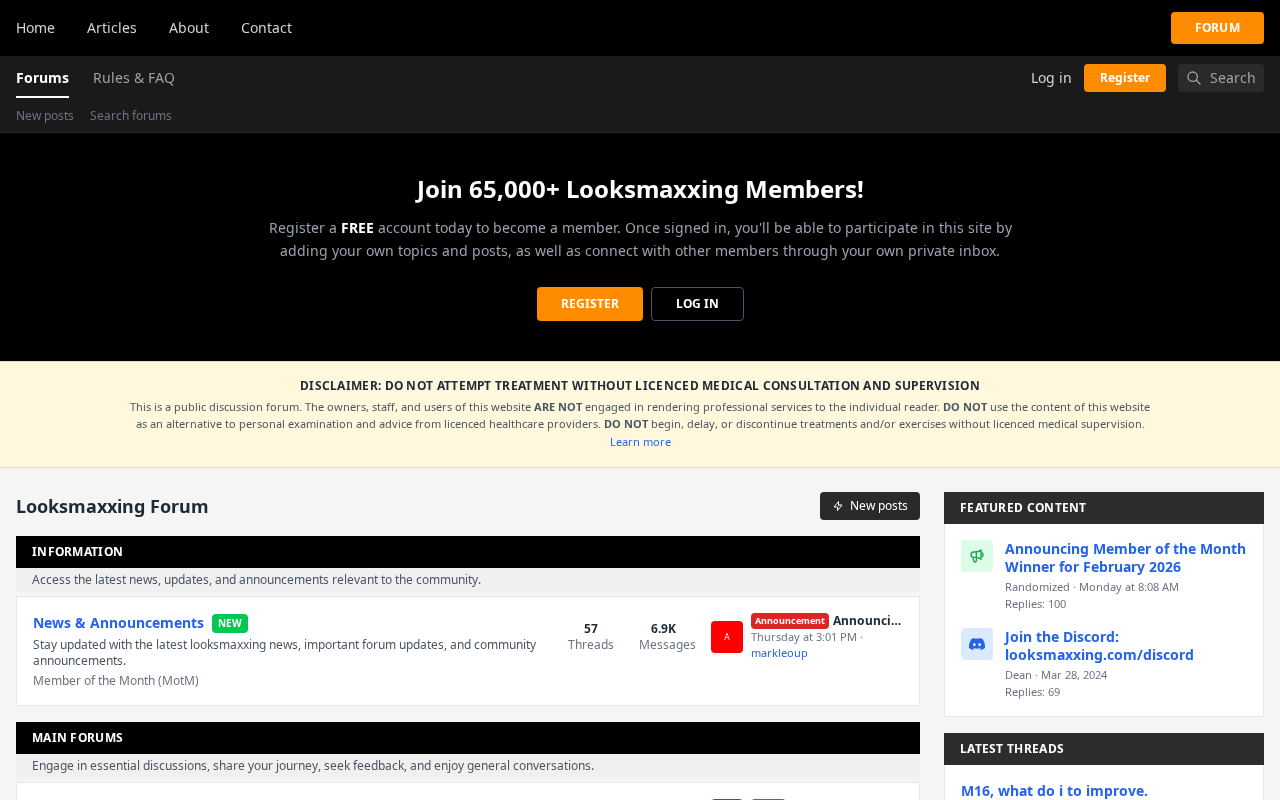 Home Articles About Contact FORUM
Forums Rules & FAQ Log in Register Search
New posts Search forums
Join 65,000+ Looksmaxxing Members!
Register a FREE account today to become a member. Once signed in, you'll be able to participate in this site by
adding your own topics and posts, as well as connect with other members through your own private inbox.
REGISTER LOG IN
DISCLAIMER: DO NOT ATTEMPT TREATMENT WITHOUT LICENCED MEDICAL CONSULTATION AND SUPERVISION
This is a public discussion forum. The owners, staff, and users of this website ARE NOT engaged in rendering professional services to the individual reader. DO NOT use the content of this website
as an alternative to personal examination and advice from licenced healthcare providers. DO NOT begin, delay, or discontinue treatments and/or exercises without licenced medical supervision.
Learn more
Looksmaxxing Forum New posts
INFORMATION
Access the latest news, updates, and announcements relevant to the community.
News & Announcements NEW
Stay updated with the latest looksmaxxing news, important forum updates, and community
announcements.
Member of the Month (MotM)
57
Threads
6.9K
Messages
A
Announcement Announci...
Thursday at 3:01 PM ·
markleoup
MAIN FORUMS
Engage in essential discussions, share your journey, seek feedback, and enjoy general conversations.
FEATURED CONTENT
Announcing Member of the Month
Winner for February 2026
Randomized · Monday at 8:08 AM
Replies: 100
Join the Discord:
looksmaxxing.com/discord
Dean · Mar 28, 2024
Replies: 69
LATEST THREADS
M16, what do i to improve.